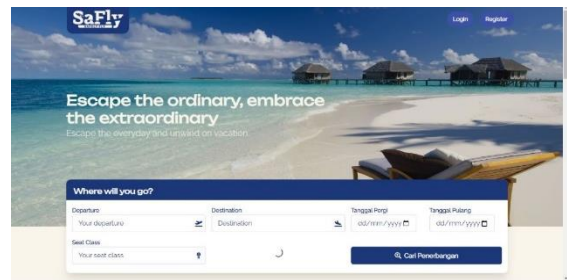 SaFly
Login Register
Escape the ordinary, embrace
the extraordinary
Escape the everyday and unwind on vacation.
Where will you go?
Departure Destination Tanggal Pergi Tanggal Pulang
Your departure Destination dd/mm/yyyy dd/mm/yyyy
Seat Class
Your seat class Cari Penerbangan